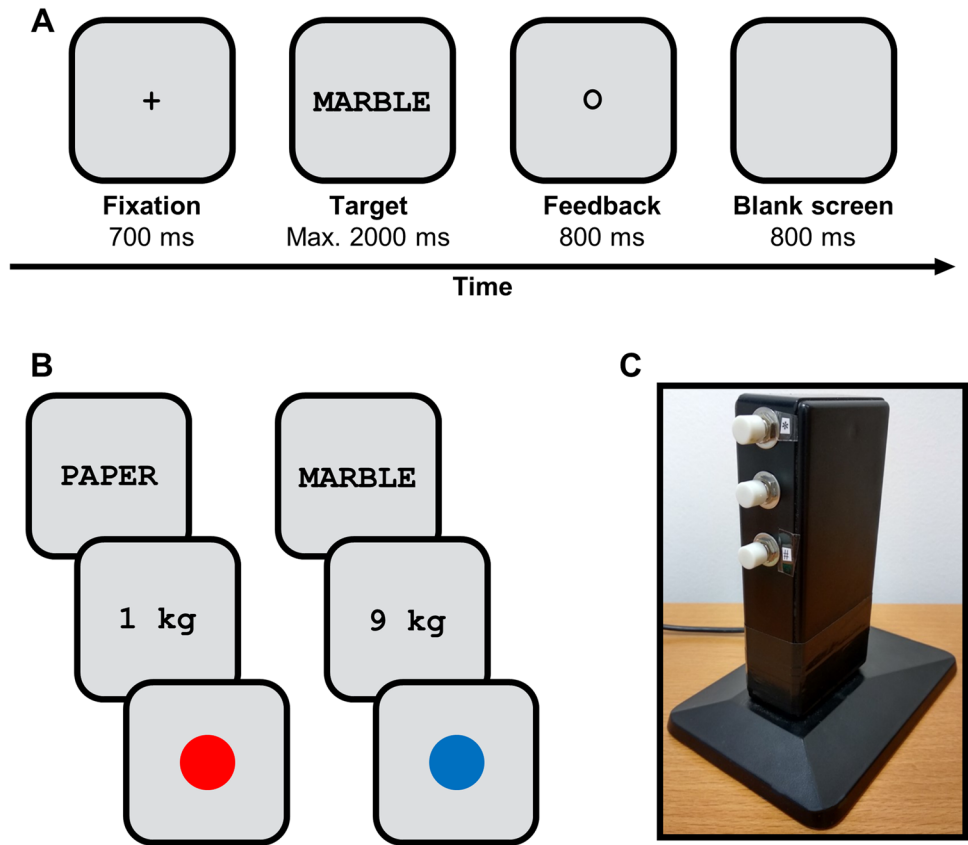 A
+
MARBLE
O
Fixation
Target
Feedback
Blank screen
700 ms
Max. 2000 ms
800 ms
800 ms
Time
B
C
PAPER
MARBLE
1 kg
9 kg
*
#